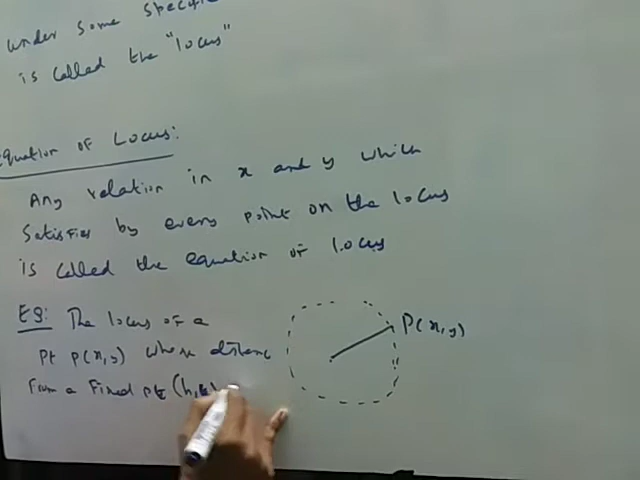 under some specific
is called the "locus"
Equation of Locus:
Any relation in x and y which
Satisfies by every point on the locus
is called the equation of locus
Eg: The locus of a
Pt P(x,y) whose distance
From a Fixed pt (h,k)
P(x,y)